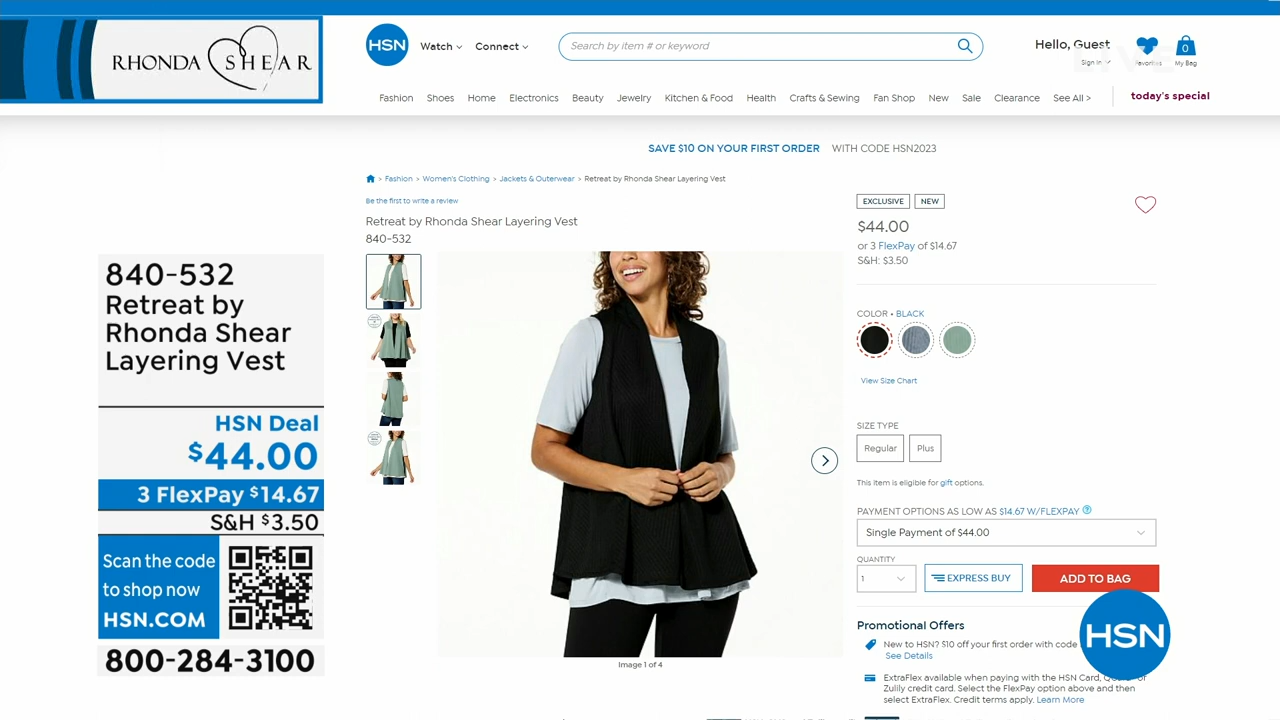 RHONDA SHEAR
HSN
Watch
Connect
Search by item # or keyword
Hello, Guest
Sign In
Favorites
0
My Bag
Fashion
Shoes
Home
Electronics
Beauty
Jewelry
Kitchen & Food
Health
Crafts & Sewing
Fan Shop
New
Sale
Clearance
See All >
today's special
SAVE $10 ON YOUR FIRST ORDER WITH CODE HSN2023
> Fashion > Women's Clothing > Jackets & Outerwear > Retreat by Rhonda Shear Layering Vest
Be the first to write a review
Retreat by Rhonda Shear Layering Vest
840-532
EXCLUSIVE
NEW
$44.00
or 3 FlexPay of $14.67
S&H: $3.50
COLOR • BLACK
View Size Chart
SIZE TYPE
Regular
Plus
This item is eligible for gift options.
PAYMENT OPTIONS AS LOW AS $14.67 W/FLEXPAY
Single Payment of $44.00
QUANTITY
1
EXPRESS BUY
ADD TO BAG
Promotional Offers
New to HSN? $10 off your first order with code
See Details
ExtraFlex available when paying with the HSN Card, or
Zulily credit card. Select the FlexPay option above and then
select ExtraFlex. Credit terms apply. Learn More
HSN
Image 1 of 4
840-532
Retreat by
Rhonda Shear
Layering Vest
HSN Deal
$44.00
3 FlexPay $14.67
S&H $3.50
Scan the code
to shop now
HSN.COM
800-284-3100